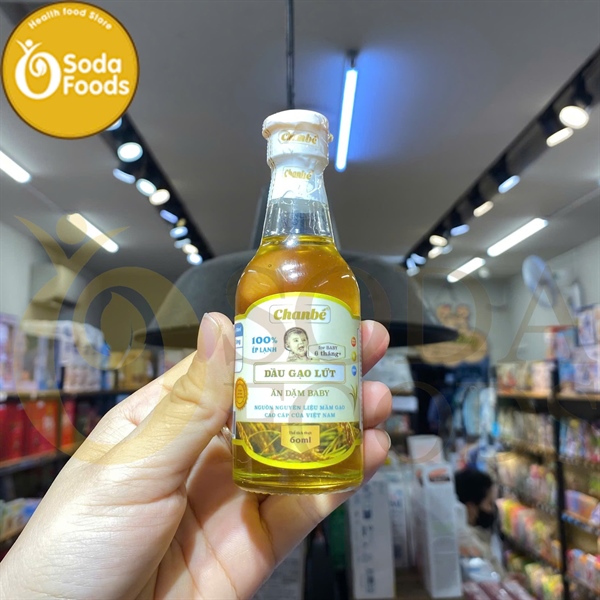 Health food Store
Soda
Foods
Chanbé
Chanbé
Chanbé
100%
ÉP LẠNH
for BABY
6 tháng+
DẦU GẠO LỨT
ĂN DẶM BABY
NGUỒN NGUYÊN LIỆU MẦM GẠO
CAO CẤP CỦA VIỆT NAM
60ml
SODA